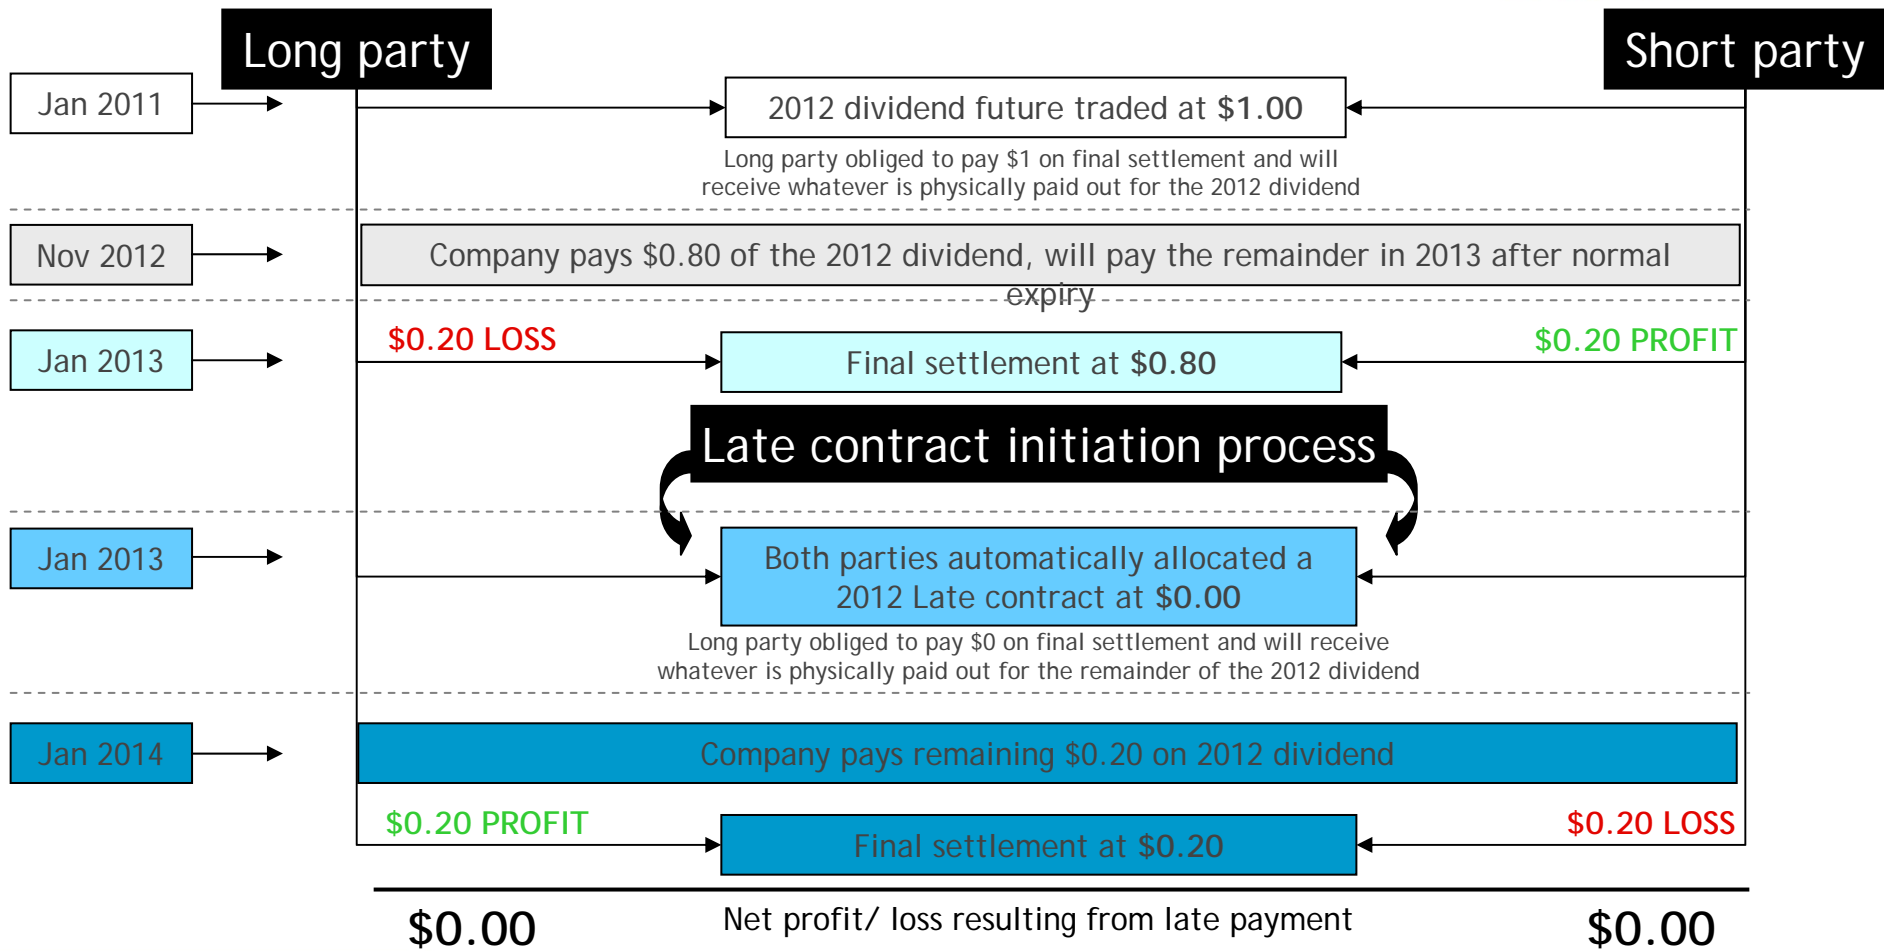 Long party
Short party
Jan 2011
2012 dividend future traded at $1.00
Long party obliged to pay $1 on final settlement and will
receive whatever is physically paid out for the 2012 dividend
Nov 2012
Company pays $0.80 of the 2012 dividend, will pay the remainder in 2013 after normal
expiry
Jan 2013
$0.20 LOSS
Final settlement at $0.80
$0.20 PROFIT
Late contract initiation process
Jan 2013
Both parties automatically allocated a
2012 Late contract at $0.00
Long party obliged to pay $0 on final settlement and will receive
whatever is physically paid out for the remainder of the 2012 dividend
Jan 2014
Company pays remaining $0.20 on 2012 dividend
$0.20 PROFIT
Final settlement at $0.20
$0.20 LOSS
$0.00
Net profit/ loss resulting from late payment
$0.00